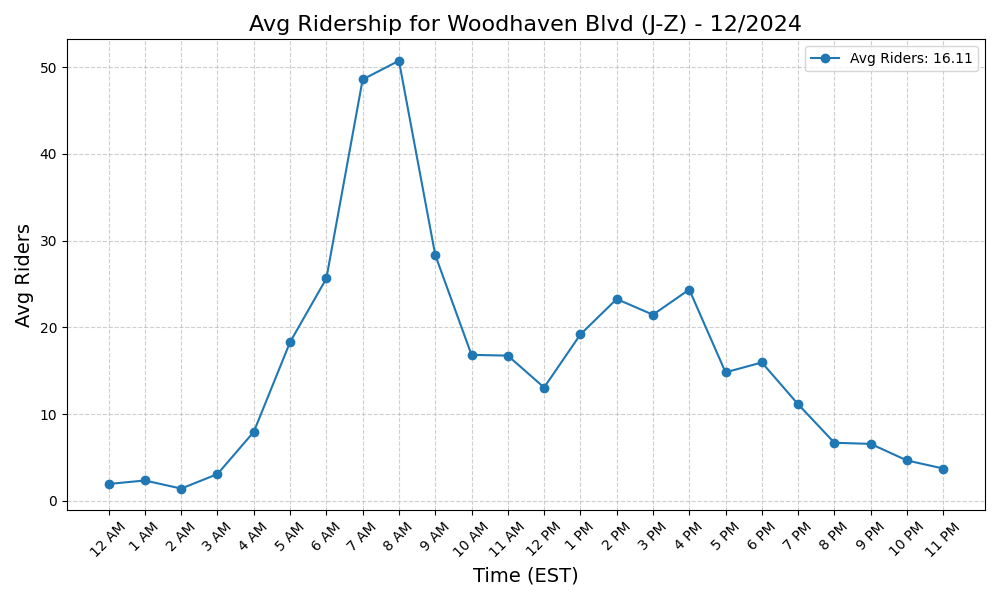 Avg Ridership for Woodhaven Blvd (J-Z) - 12/2024
Avg Riders: 16.11
50
40
30
20
10
0
Avg Riders
12 AM
1 AM
2 AM
3 AM
4 AM
5 AM
6 AM
7 AM
8 AM
9 AM
10 AM
11 AM
12 PM
1 PM
2 PM
3 PM
4 PM
5 PM
6 PM
7 PM
8 PM
9 PM
10 PM
11 PM
Time (EST)